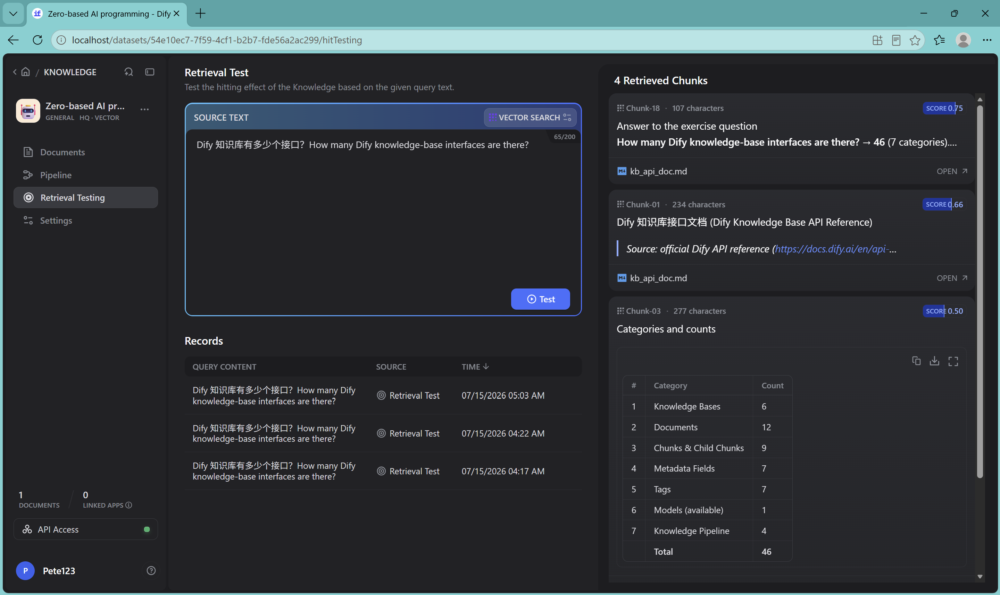 Zero-based AI programming - Dify
localhost/datasets/54e10ec7-7f59-4cf1-b2b7-fde56a2ac299/hitTesting
/ KNOWLEDGE
Zero-based AI pr...
GENERAL HQ · VECTOR
Documents
Pipeline
Retrieval Testing
Settings
1
DOCUMENTS
0
LINKED APPS
API Access
P
Pete123
Retrieval Test
Test the hitting effect of the Knowledge based on the given query text.
SOURCE TEXT
VECTOR SEARCH
65/200
Dify 知识库有多少个接口？How many Dify knowledge-base interfaces are there?
Test
Records
QUERY CONTENT SOURCE TIME
Dify 知识库有多少个接口？How many Dify
knowledge-base interfaces are there?
Retrieval Test
07/15/2026 05:03 AM
Dify 知识库有多少个接口？How many Dify
knowledge-base interfaces are there?
Retrieval Test
07/15/2026 04:22 AM
Dify 知识库有多少个接口？How many Dify
knowledge-base interfaces are there?
Retrieval Test
07/15/2026 04:17 AM
4 Retrieved Chunks
Chunk-18 · 107 characters
SCORE 0.75
Answer to the exercise question
How many Dify knowledge-base interfaces are there? → 46 (7 categories)....
kb_api_doc.md
OPEN
Chunk-01 · 234 characters
SCORE 0.66
Dify 知识库接口文档 (Dify Knowledge Base API Reference)
Source: official Dify API reference (https://docs.dify.ai/en/api-...
kb_api_doc.md
OPEN
Chunk-03 · 277 characters
SCORE 0.50
Categories and counts
# Category Count
1 Knowledge Bases 6
2 Documents 12
3 Chunks & Child Chunks 9
4 Metadata Fields 7
5 Tags 7
6 Models (available) 1
7 Knowledge Pipeline 4
Total 46